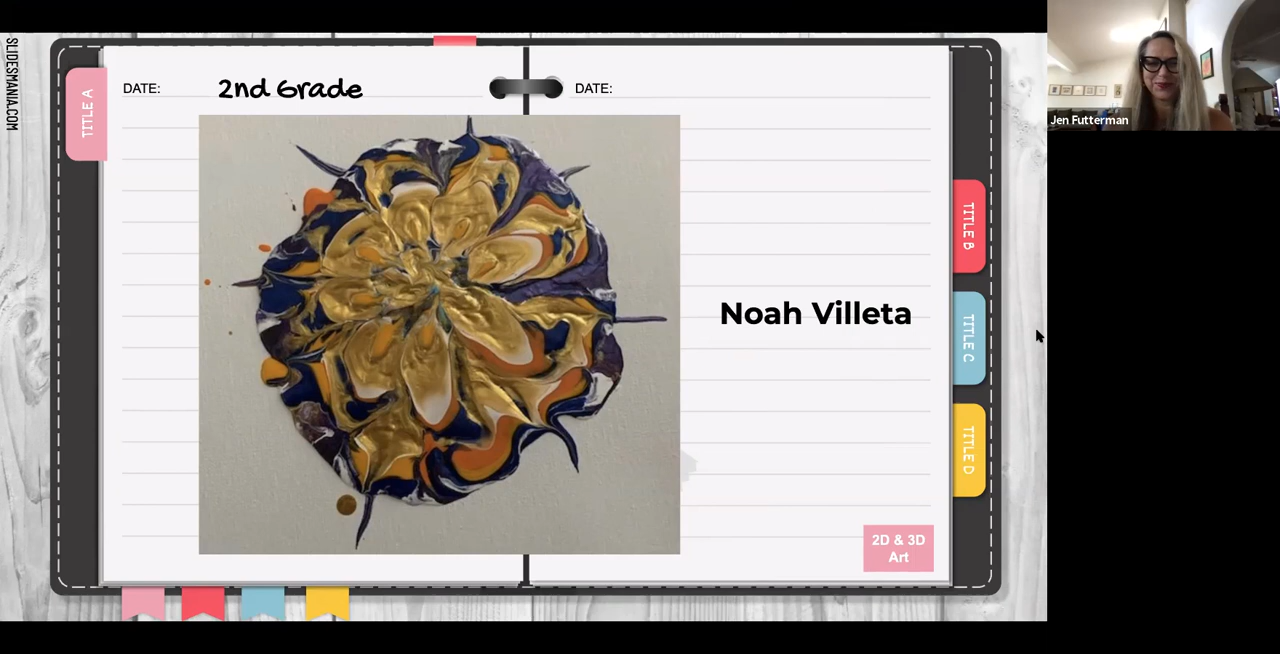 SLIDESMANIA.COM
TITLE A
DATE:
2nd Grade
DATE:
Noah Villeta
2D & 3D
Art
TITLE B
TITLE C
TITLE D
Jen Futterman